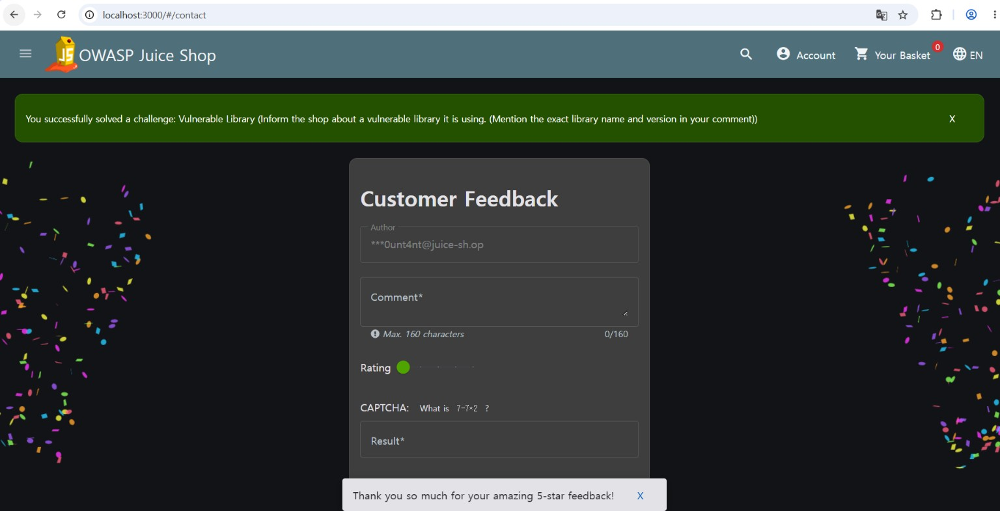 localhost:3000/#/contact
JS
OWASP Juice Shop
Account
Your Basket
0
EN
You successfully solved a challenge: Vulnerable Library (Inform the shop about a vulnerable library it is using. (Mention the exact library name and version in your comment))
X
Customer Feedback
Author
***0unt4nt@juice-sh.op
Comment*
Max. 160 characters
0/160
Rating
CAPTCHA: What is 7-7*2 ?
Result*
Thank you so much for your amazing 5-star feedback!
X